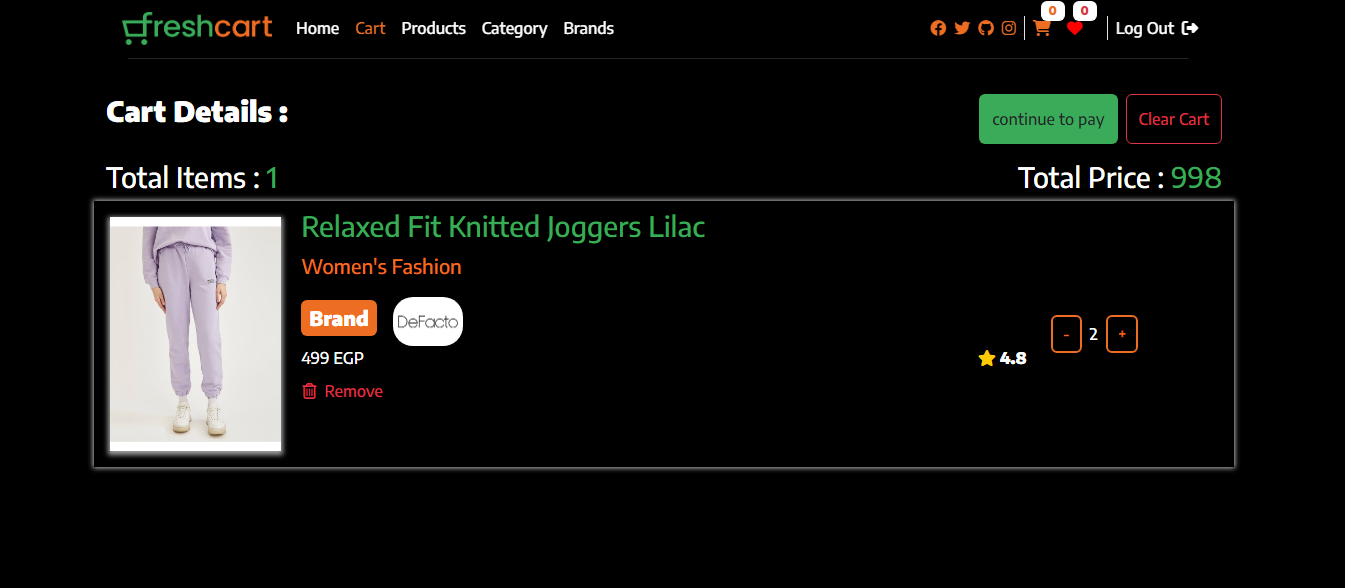 freshcart Home Cart Products Category Brands 0 0 Log Out
Cart Details :
continue to pay Clear Cart
Total Items : 1 Total Price : 998
Relaxed Fit Knitted Joggers Lilac
Women's Fashion
Brand DeFacto
- 2 +
499 EGP 4.8
Remove